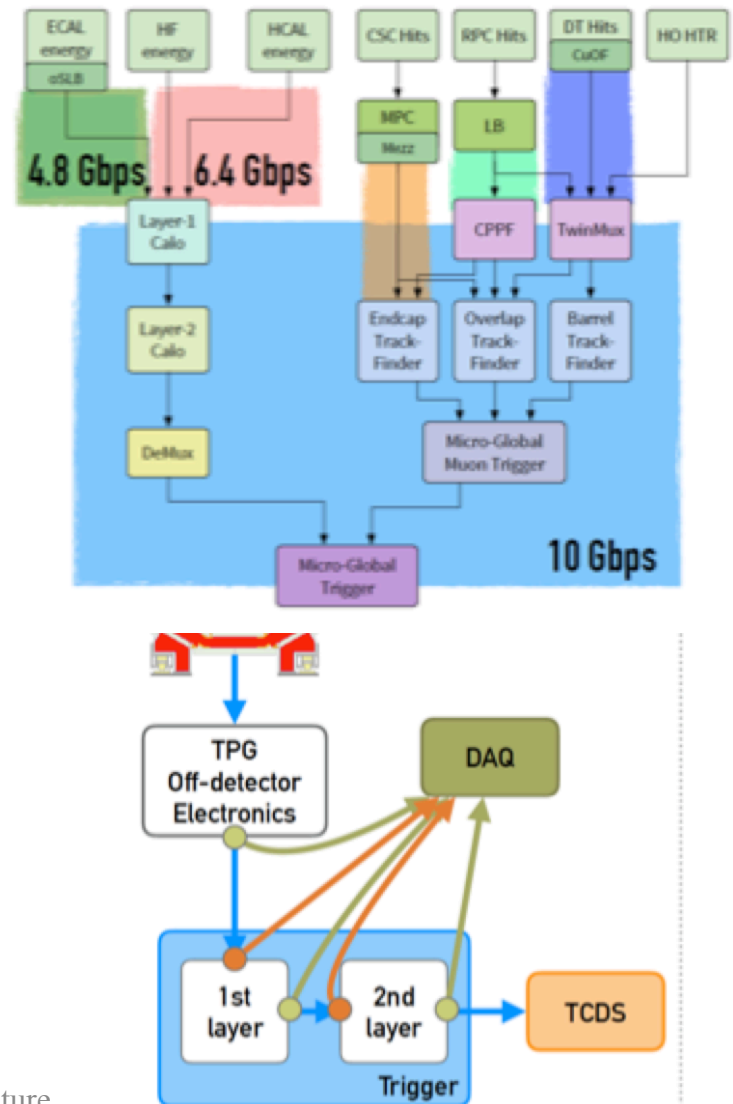 ECAL
energy
oSLB
HF
energy
HCAL
energy
CSC Hits
RPC Hits
DT Hits
CuOF
HO HTR
MPC
Mezz
LB
4.8 Gbps
6.4 Gbps
Layer-1
Calo
CPPF
TwinMux
Layer-2
Calo
Endcap
Track-
Finder
Overlap
Track-
Finder
Barrel
Track-
Finder
DeMux
Micro-Global
Muon Trigger
10 Gbps
Micro-Global
Trigger
TPG
Off-detector
Electronics
DAQ
1st
layer
2nd
layer
TCDS
Trigger
ture